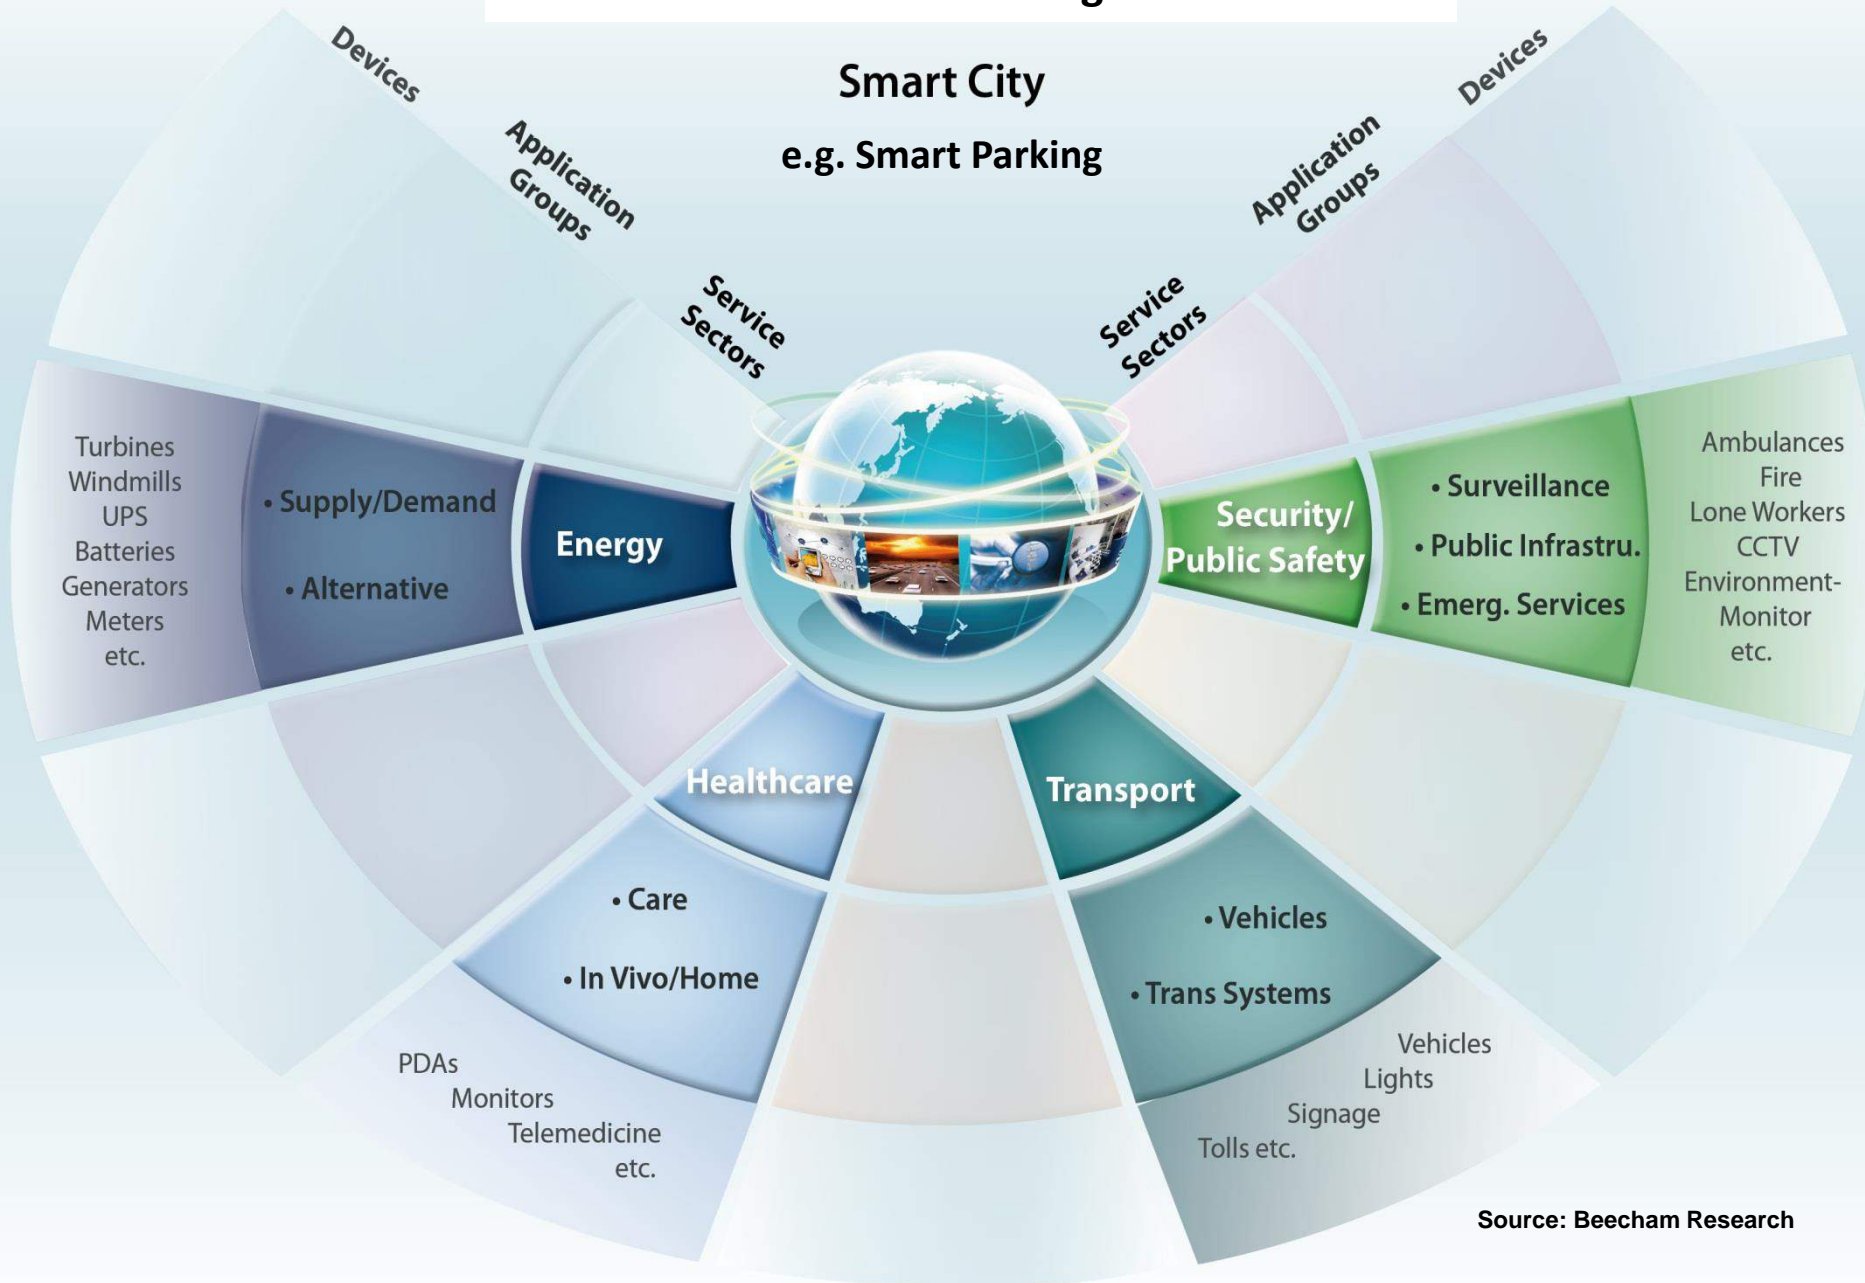 Smart City
e.g. Smart Parking
Devices
Application
Groups
Service
Sectors
Devices
Application
Groups
Service
Sectors
Turbines
Windmills
UPS
Batteries
Generators
Meters
etc.
• Supply/Demand
• Alternative
Energy
Security/
Public Safety
• Surveillance
• Public Infrastru.
• Emerg. Services
Ambulances
Fire
Lone Workers
CCTV
Environment-
Monitor
etc.
Healthcare
• Care
• In Vivo/Home
PDAs
Monitors
Telemedicine
etc.
Transport
• Vehicles
• Trans Systems
Vehicles
Lights
Signage
Tolls etc.
Source: Beecham Research